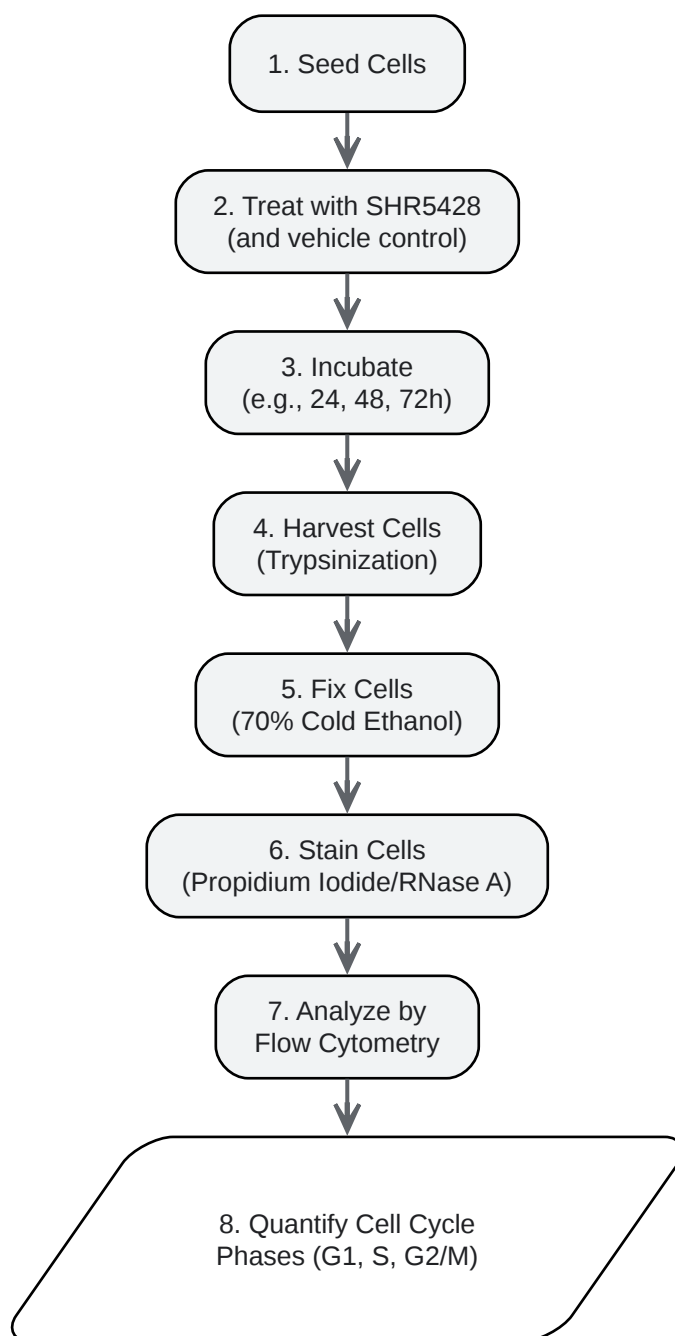 1. Seed Cells
2. Treat with SHR5428
(and vehicle control)
3. Incubate
(e.g., 24, 48, 72h)
4. Harvest Cells
(Trypsinization)
5. Fix Cells
(70% Cold Ethanol)
6. Stain Cells
(Propidium Iodide/RNase A)
7. Analyze by
Flow Cytometry
8. Quantify Cell Cycle
Phases (G1, S, G2/M)